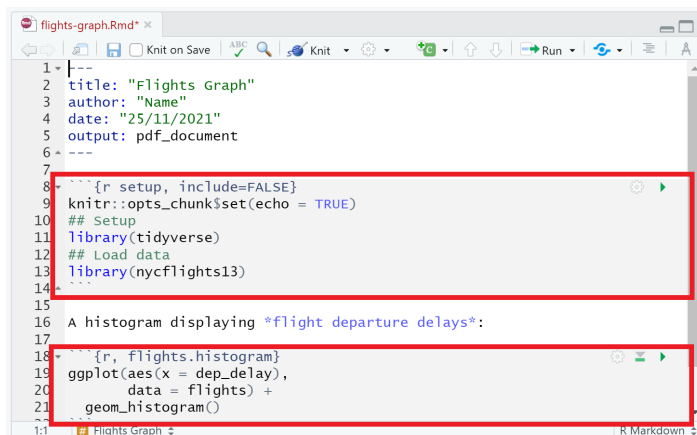 flights-graph.Rmd*
Knit on Save ABC Knit Run
1 ---
2 title: "Flights Graph"
3 author: "Name"
4 date: "25/11/2021"
5 output: pdf_document
6 ---
7
8 ```{r setup, include=FALSE}
9 knitr::opts_chunk$set(echo = TRUE)
10 ## Setup
11 library(tidyverse)
12 ## Load data
13 library(nycflights13)
14 ```
15
16 A histogram displaying *flight departure delays*:
17
18 ```{r, flights.histogram}
19 ggplot(aes(x = dep_delay),
20        data = flights) +
21   geom_histogram()
22 ```
1:1 # Flights Graph R Markdown